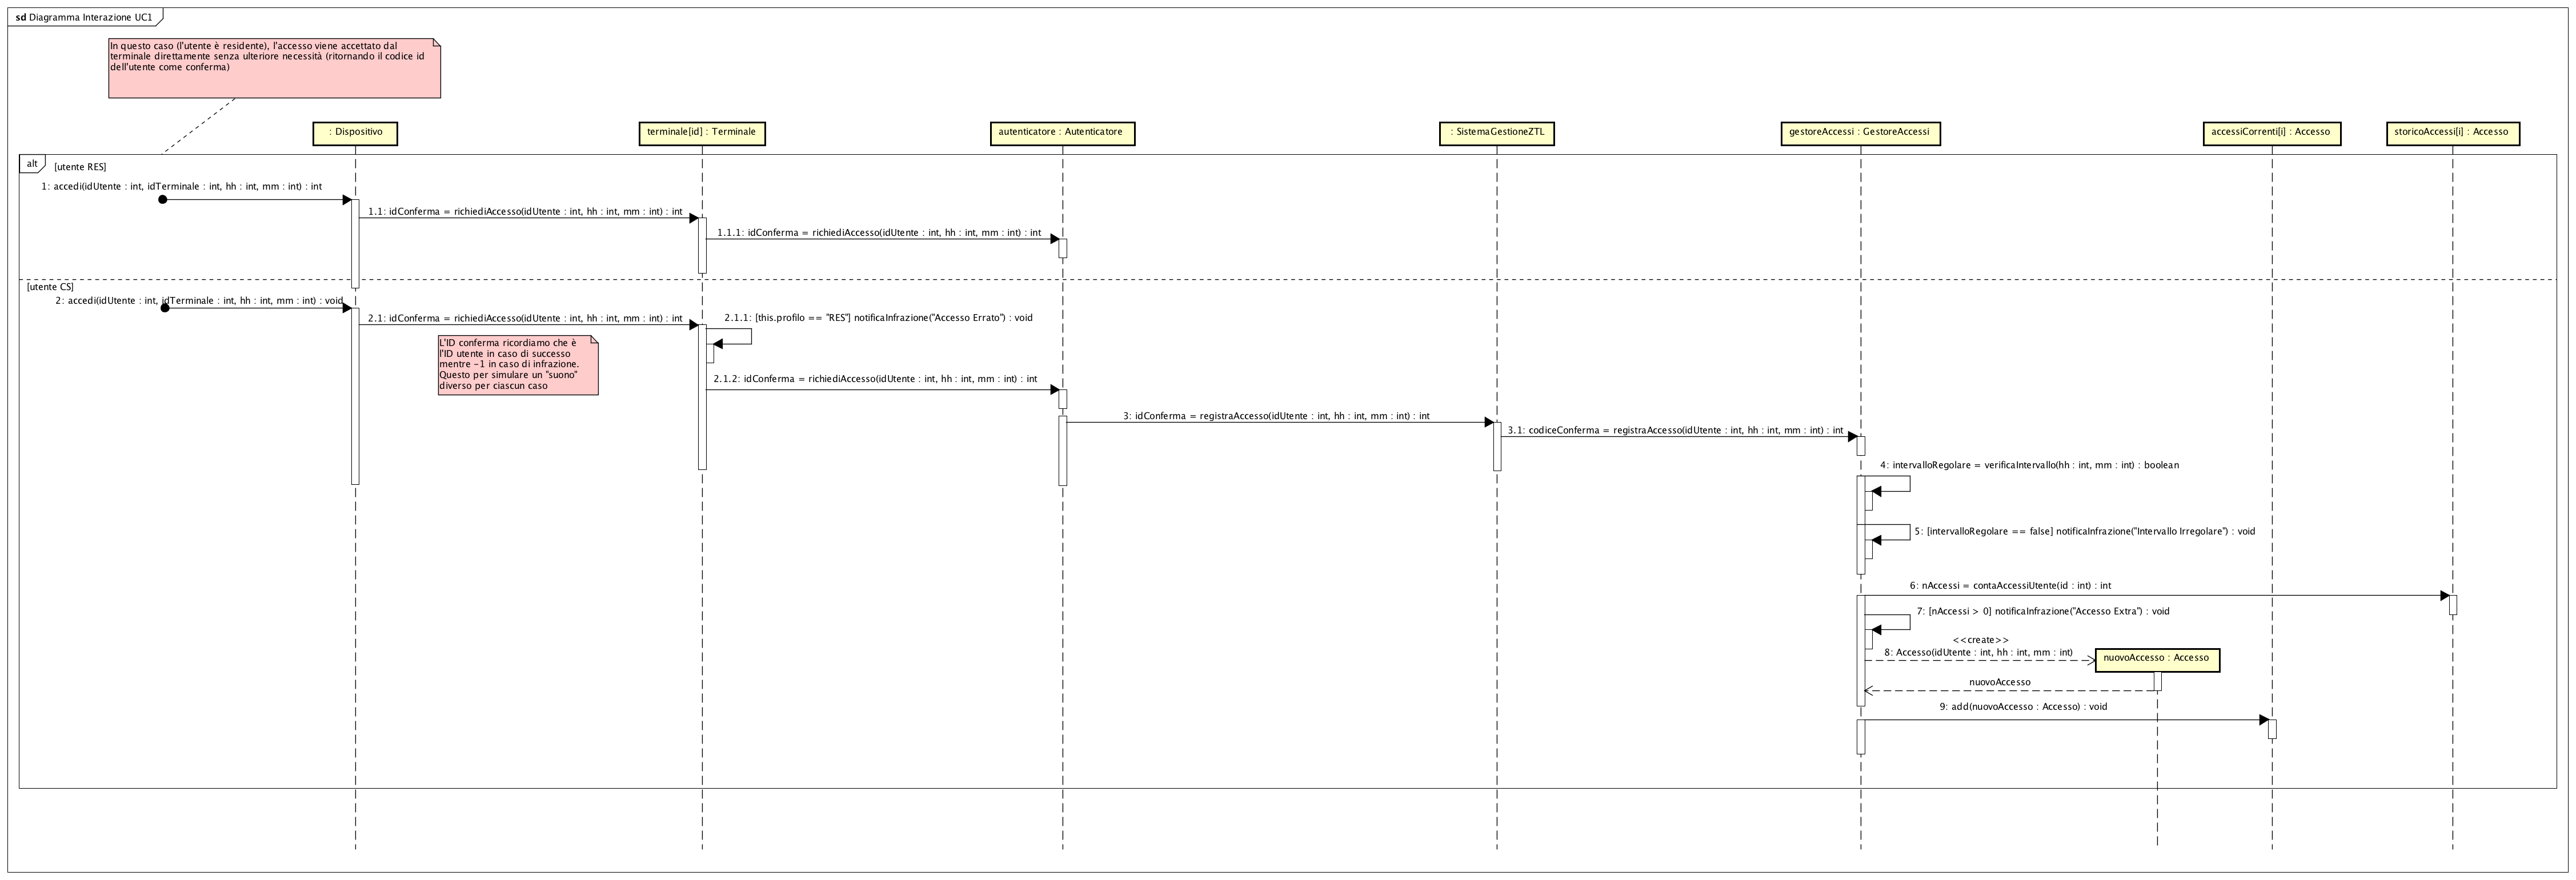 sd Diagramma Interazione UC1
In questo caso (l'utente è residente), l'accesso viene accettato dal
terminale direttamente senza ulteriore necessità (ritornando il codice id
dell'utente come conferma)
: Dispositivo
terminale[id] : Terminale
autenticatore : Autenticatore
: SistemaGestioneZTL
gestoreAccessi : GestoreAccessi
accessiCorrenti[i] : Accesso
storicoAccessi[i] : Accesso
alt
[utente RES]
1: accedi(idUtente : int, idTerminale : int, hh : int, mm : int) : int
1.1: idConferma = richiediAccesso(idUtente : int, hh : int, mm : int) : int
1.1.1: idConferma = richiediAccesso(idUtente : int, hh : int, mm : int) : int
[utente CS]
2: accedi(idUtente : int, idTerminale : int, hh : int, mm : int) : void
2.1: idConferma = richiediAccesso(idUtente : int, hh : int, mm : int) : int
2.1.1: [this.profilo == "RES"] notificaInfrazione("Accesso Errato") : void
L'ID conferma ricordiamo che è
l'ID utente in caso di successo
mentre -1 in caso di infrazione.
Questo per simulare un "suono"
diverso per ciascun caso
2.1.2: idConferma = richiediAccesso(idUtente : int, hh : int, mm : int) : int
3: idConferma = registraAccesso(idUtente : int, hh : int, mm : int) : int
3.1: codiceConferma = registraAccesso(idUtente : int, hh : int, mm : int) : int
4: intervalloRegolare = verificaIntervallo(hh : int, mm : int) : boolean
5: [intervalloRegolare == false] notificaInfrazione("Intervallo Irregolare") : void
6: nAccessi = contaAccessiUtente(id : int) : int
7: [nAccessi > 0] notificaInfrazione("Accesso Extra") : void
<<create>>
8: Accesso(idUtente : int, hh : int, mm : int)
nuovoAccesso : Accesso
nuovoAccesso
9: add(nuovoAccesso : Accesso) : void